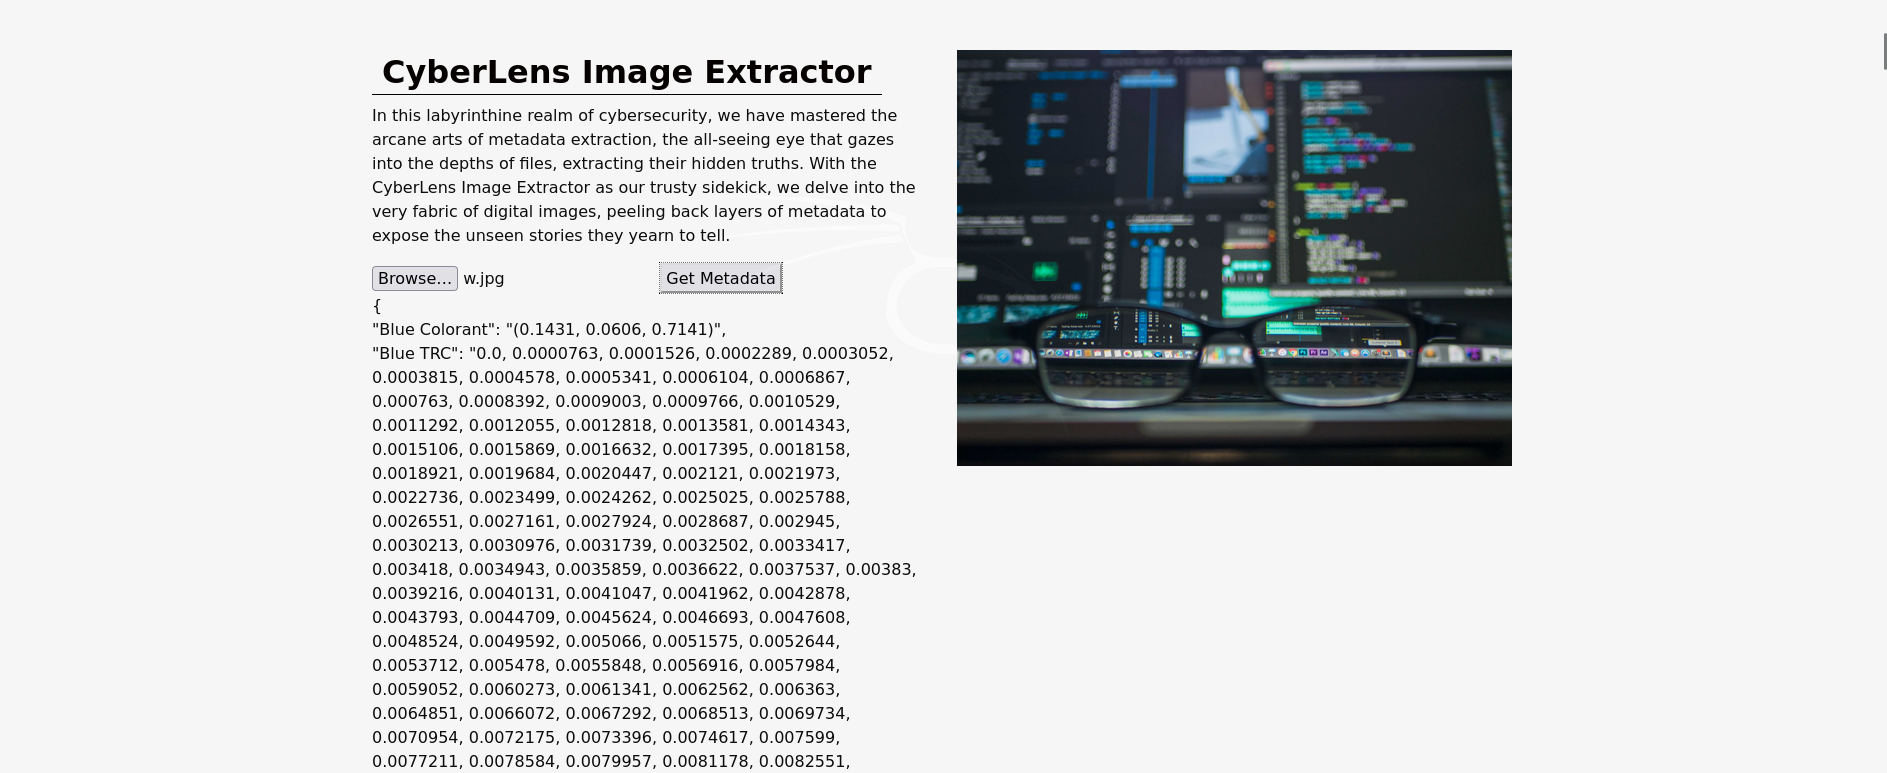 CyberLens Image Extractor
In this labyrinthine realm of cybersecurity, we have mastered the
arcane arts of metadata extraction, the all-seeing eye that gazes
into the depths of files, extracting their hidden truths. With the
CyberLens Image Extractor as our trusty sidekick, we delve into the
very fabric of digital images, peeling back layers of metadata to
expose the unseen stories they yearn to tell.
Browse... w.jpg Get Metadata
{
"Blue Colorant": "(0.1431, 0.0606, 0.7141)",
"Blue TRC": "0.0, 0.0000763, 0.0001526, 0.0002289, 0.0003052,
0.0003815, 0.0004578, 0.0005341, 0.0006104, 0.0006867,
0.000763, 0.0008392, 0.0009003, 0.0009766, 0.0010529,
0.0011292, 0.0012055, 0.0012818, 0.0013581, 0.0014343,
0.0015106, 0.0015869, 0.0016632, 0.0017395, 0.0018158,
0.0018921, 0.0019684, 0.0020447, 0.002121, 0.0021973,
0.0022736, 0.0023499, 0.0024262, 0.0025025, 0.0025788,
0.0026551, 0.0027161, 0.0027924, 0.0028687, 0.002945,
0.0030213, 0.0030976, 0.0031739, 0.0032502, 0.0033417,
0.003418, 0.0034943, 0.0035859, 0.0036622, 0.0037537, 0.00383,
0.0039216, 0.0040131, 0.0041047, 0.0041962, 0.0042878,
0.0043793, 0.0044709, 0.0045624, 0.0046693, 0.0047608,
0.0048524, 0.0049592, 0.005066, 0.0051575, 0.0052644,
0.0053712, 0.005478, 0.0055848, 0.0056916, 0.0057984,
0.0059052, 0.0060273, 0.0061341, 0.0062562, 0.006363,
0.0064851, 0.0066072, 0.0067292, 0.0068513, 0.0069734,
0.0070954, 0.0072175, 0.0073396, 0.0074617, 0.007599,
0.0077211, 0.0078584, 0.0079957, 0.0081178, 0.0082551,